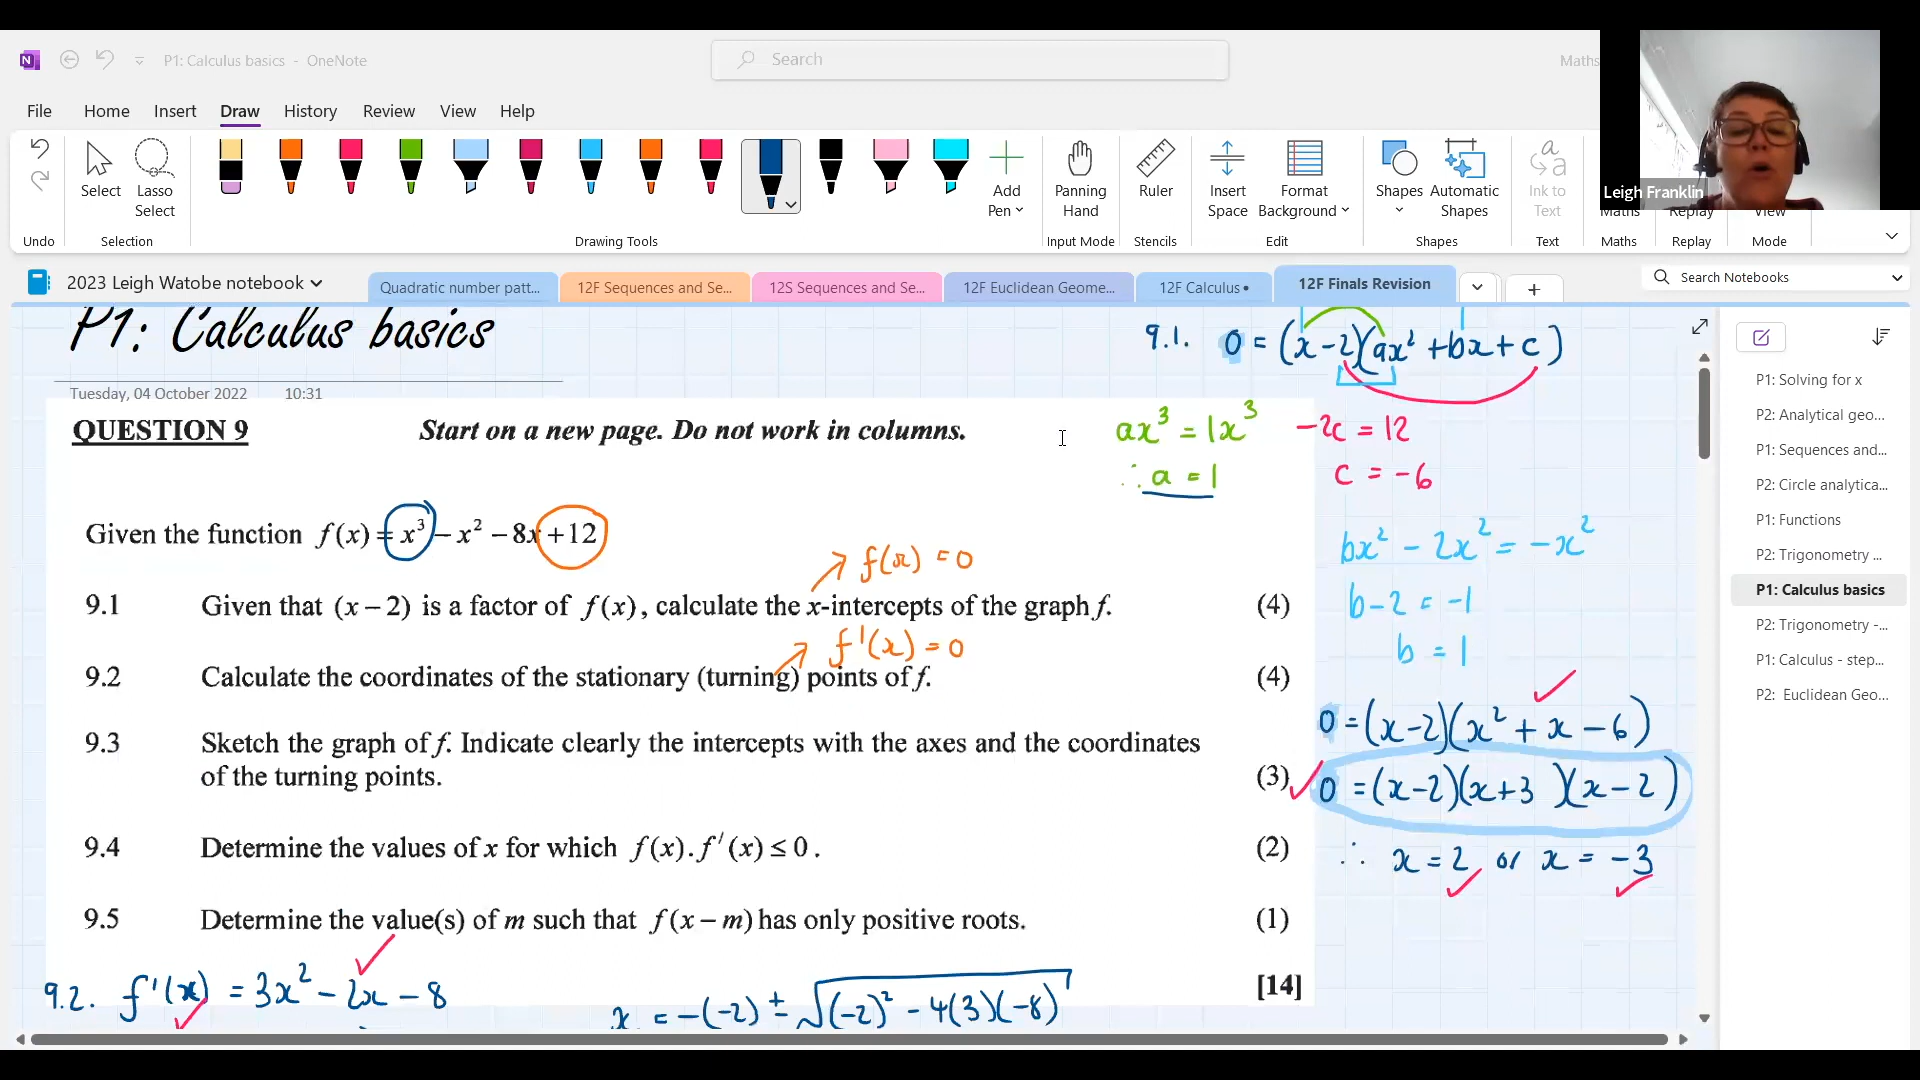 P1: Calculus basics - OneNote
Search
Maths
Leigh Franklin
File Home Insert Draw History Review View Help
Select
Lasso Select
Add Pen
Panning Hand
Ruler
Insert Space
Format Background
Shapes
Automatic Shapes
Ink to Text
Maths
Replay
View
Undo Selection Drawing Tools Input Mode Stencils Edit Shapes Text Maths Replay Mode
2023 Leigh Watobe notebook
Quadratic number patt...
12F Sequences and Se...
12S Sequences and Se...
12F Euclidean Geome...
12F Calculus •
12F Finals Revision
Search Notebooks
P1: Calculus basics
Tuesday, 04 October 2022 10:31
QUESTION 9 Start on a new page. Do not work in columns.
Given the function f(x) = x³ − x² − 8x + 12
f(x) = 0
9.1 Given that (x − 2) is a factor of f(x), calculate the x-intercepts of the graph f. (4)
f'(x) = 0
9.2 Calculate the coordinates of the stationary (turning) points of f. (4)
9.3 Sketch the graph of f. Indicate clearly the intercepts with the axes and the coordinates
of the turning points. (3)
9.4 Determine the values of x for which f(x).f'(x) ≤ 0. (2)
9.5 Determine the value(s) of m such that f(x − m) has only positive roots. (1)
[14]
9.2. f'(x) = 3x² − 2x − 8
x = −(−2) ± √(−2)² − 4(3)(−8)
9.1. 0 = (x−2)(ax² + bx + c)
ax³ = 1x³
∴ a = 1
−2c = 12
c = −6
bx² − 2x² = −x²
b − 2 = −1
b = 1
0 = (x−2)(x² + x − 6)
0 = (x−2)(x+3)(x−2)
∴ x = 2 or x = −3
P1: Solving for x
P2: Analytical geo...
P1: Sequences and...
P2: Circle analytica...
P1: Functions
P2: Trigonometry ...
P1: Calculus basics
P2: Trigonometry -...
P1: Calculus - step...
P2: Euclidean Geo...